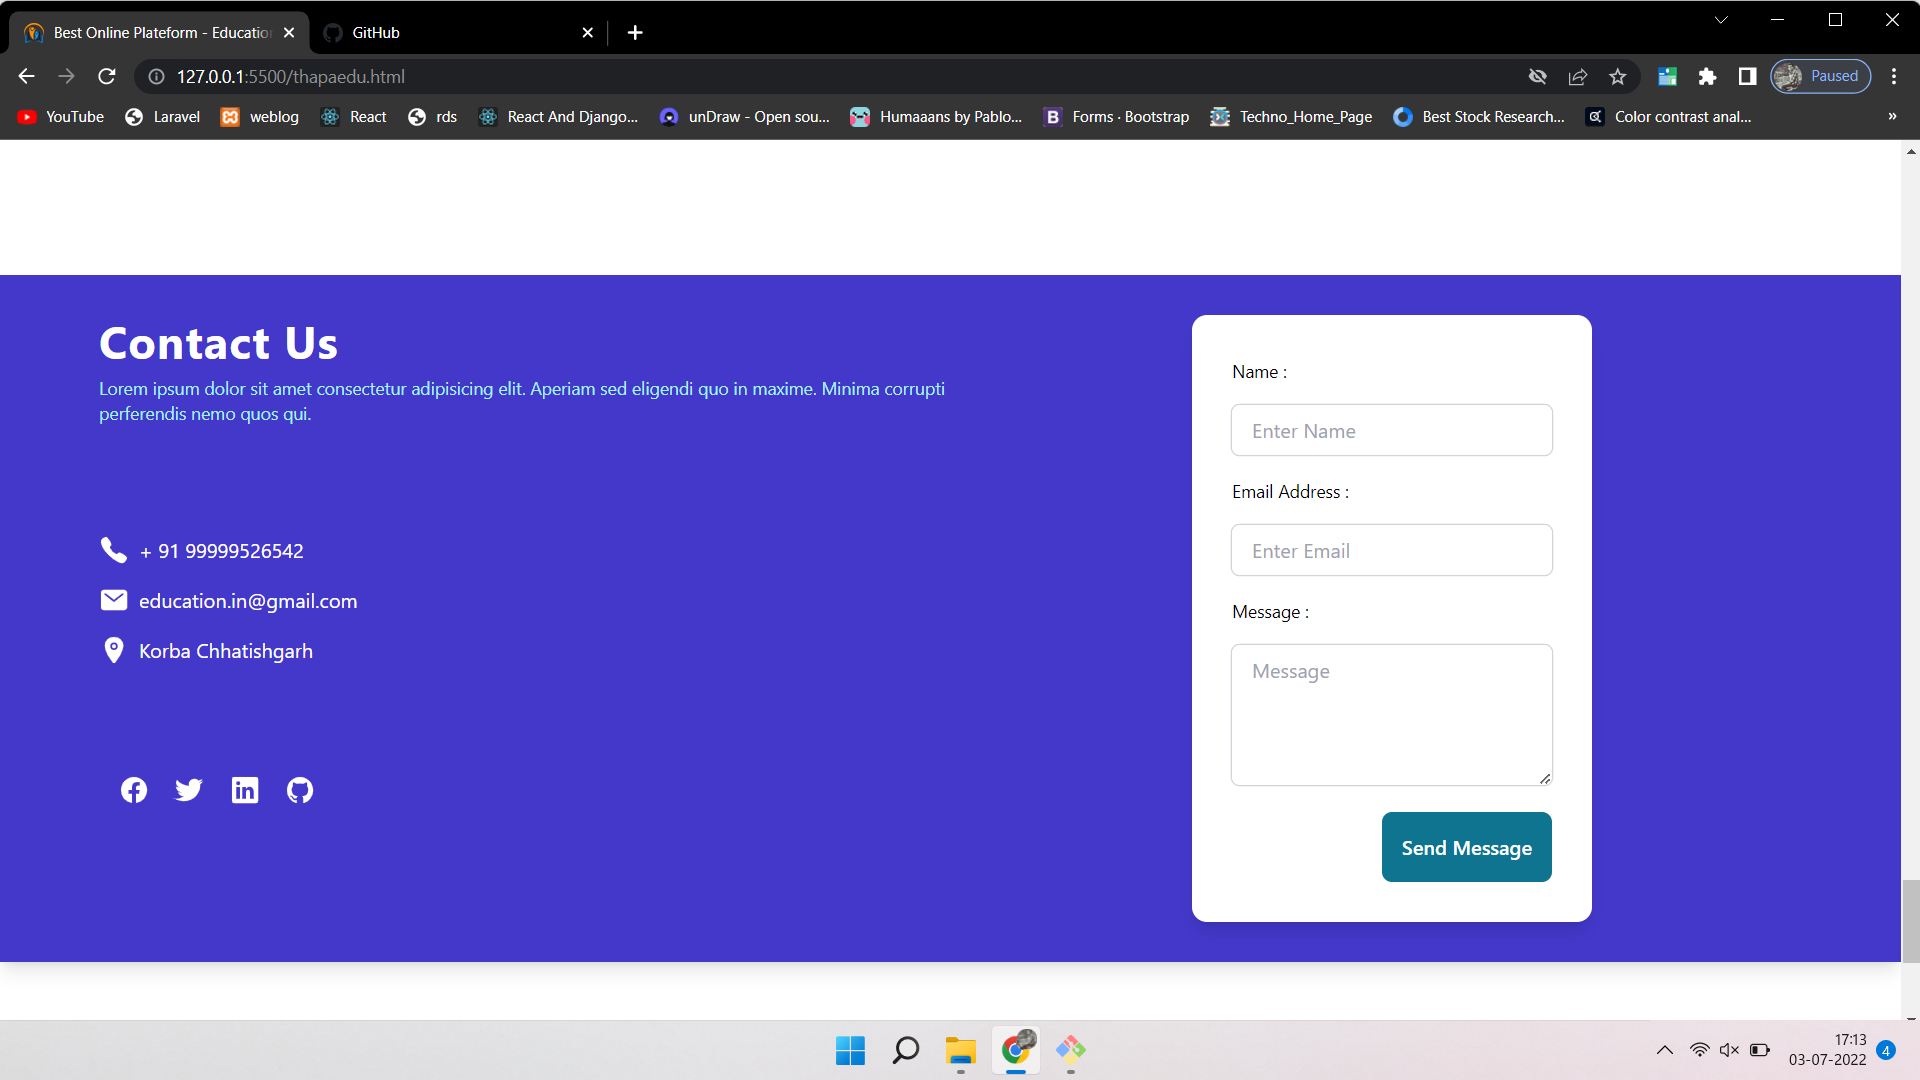 Best Online Plateform - Educatio
GitHub
127.0.0.1:5500/thapaedu.html
Paused
YouTube
Laravel
weblog
React
rds
React And Django...
unDraw - Open sou...
Humaaans by Pablo...
Forms · Bootstrap
Techno_Home_Page
Best Stock Research...
Color contrast anal...
»
Contact Us
Lorem ipsum dolor sit amet consectetur adipisicing elit. Aperiam sed eligendi quo in maxime. Minima corrupti
perferendis nemo quos qui.
+ 91 99999526542
education.in@gmail.com
Korba Chhatishgarh
Name :
Enter Name
Email Address :
Enter Email
Message :
Message
Send Message
17:13
03-07-2022
4